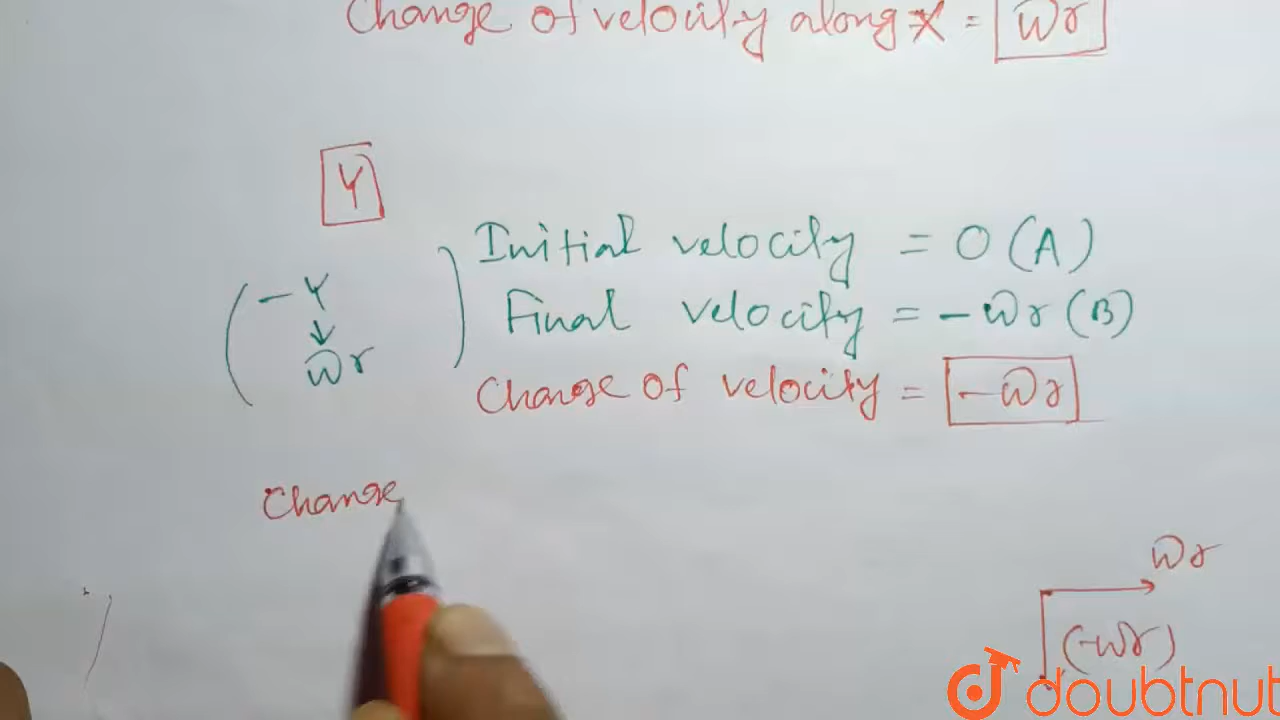 Change of velocity along X = ωr
Y
Initial velocity = 0 (A)
-Y
Final velocity = -ωr (B)
↓
ωr
Change of velocity = -ωr
Change
ωr
(-ωr)
doubtnut